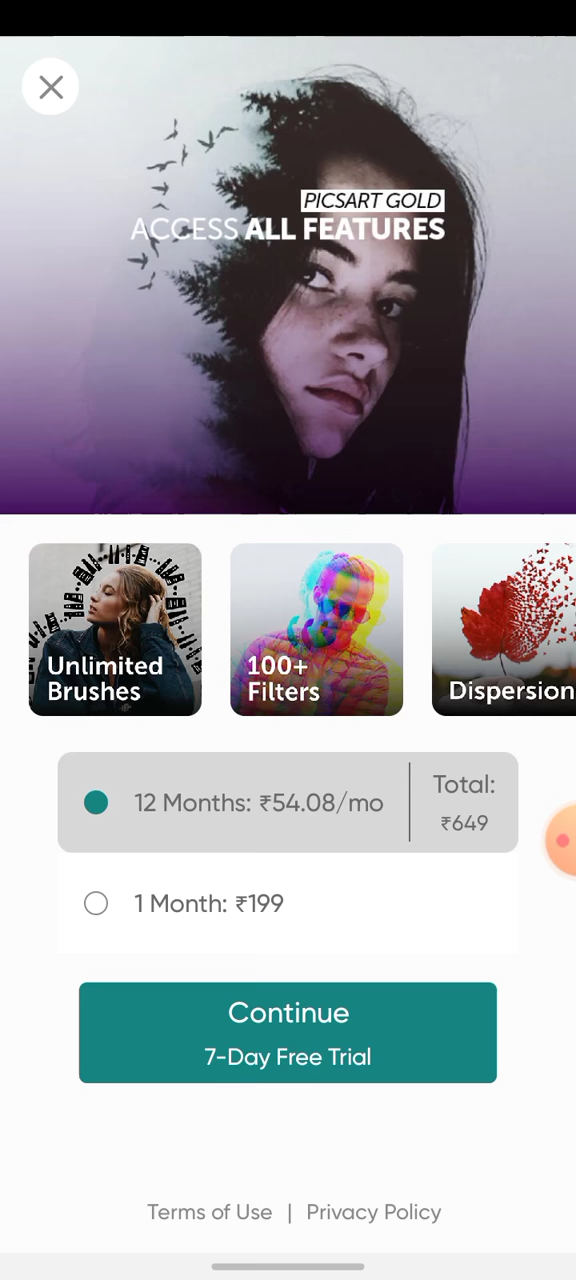 PICSART GOLD
ACCESS ALL FEATURES
Unlimited
Brushes
100+
Filters
Dispersion
12 Months: ₹54.08/mo
Total:
₹649
1 Month: ₹199
Continue
7-Day Free Trial
Terms of Use | Privacy Policy